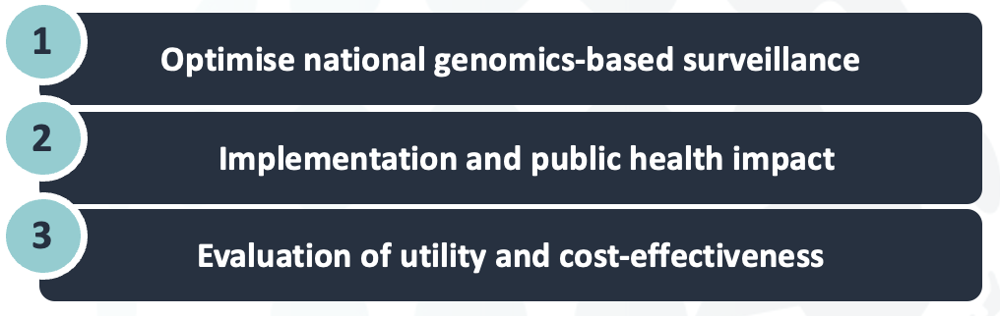 1
Optimise national genomics-based surveillance
2
Implementation and public health impact
3
Evaluation of utility and cost-effectiveness